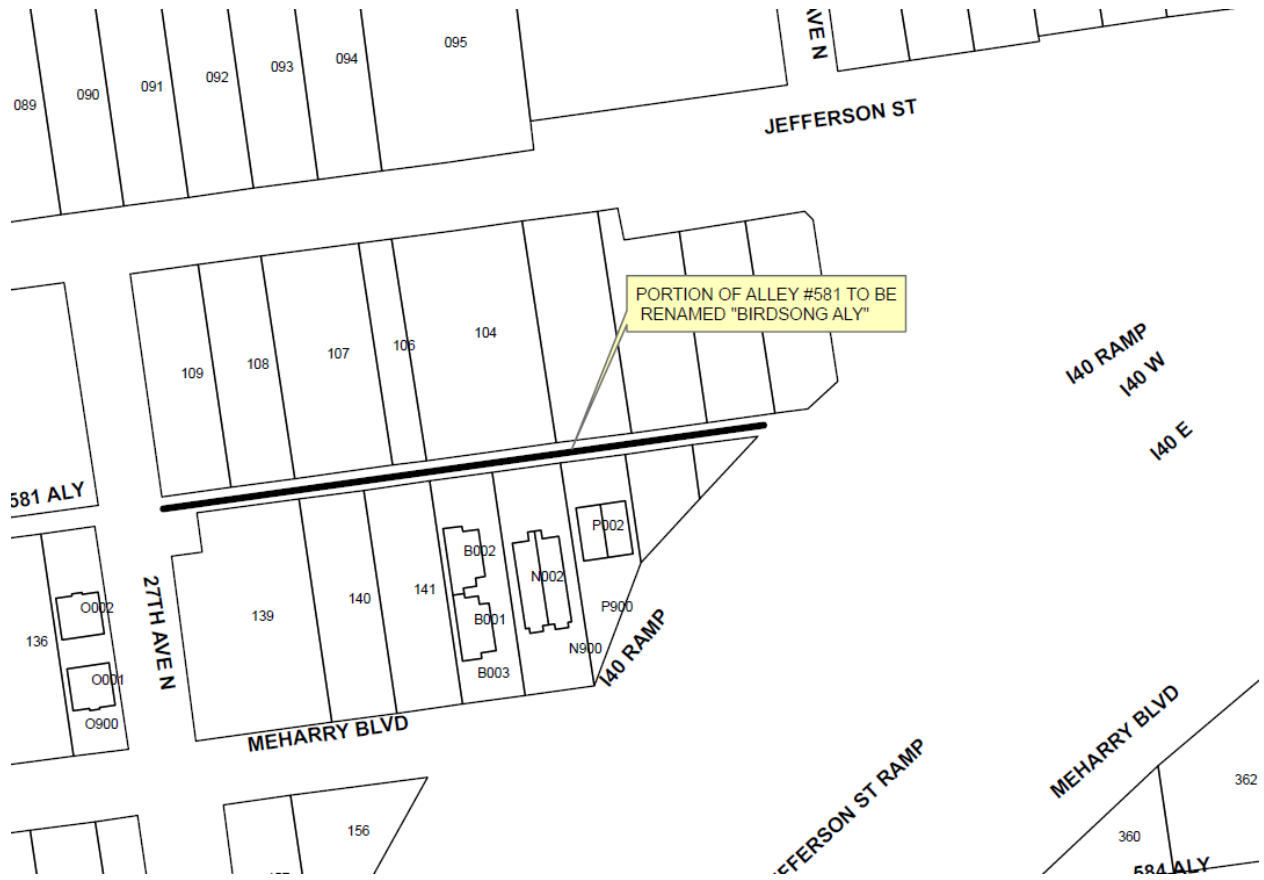 095
094
093
092
091
090
089
AVE N
JEFFERSON ST
PORTION OF ALLEY #581 TO BE
RENAMED "BIRDSONG ALY"
104
106
107
108
109
I40 RAMP
I40 W
I40 E
581 ALY
27TH AVE N
136
O002
O001
O900
139
140
141
B002
B001
B003
N002
N900
P002
P900
I40 RAMP
MEHARRY BLVD
MEHARRY BLVD
JEFFERSON ST RAMP
156
360
362
584 ALY